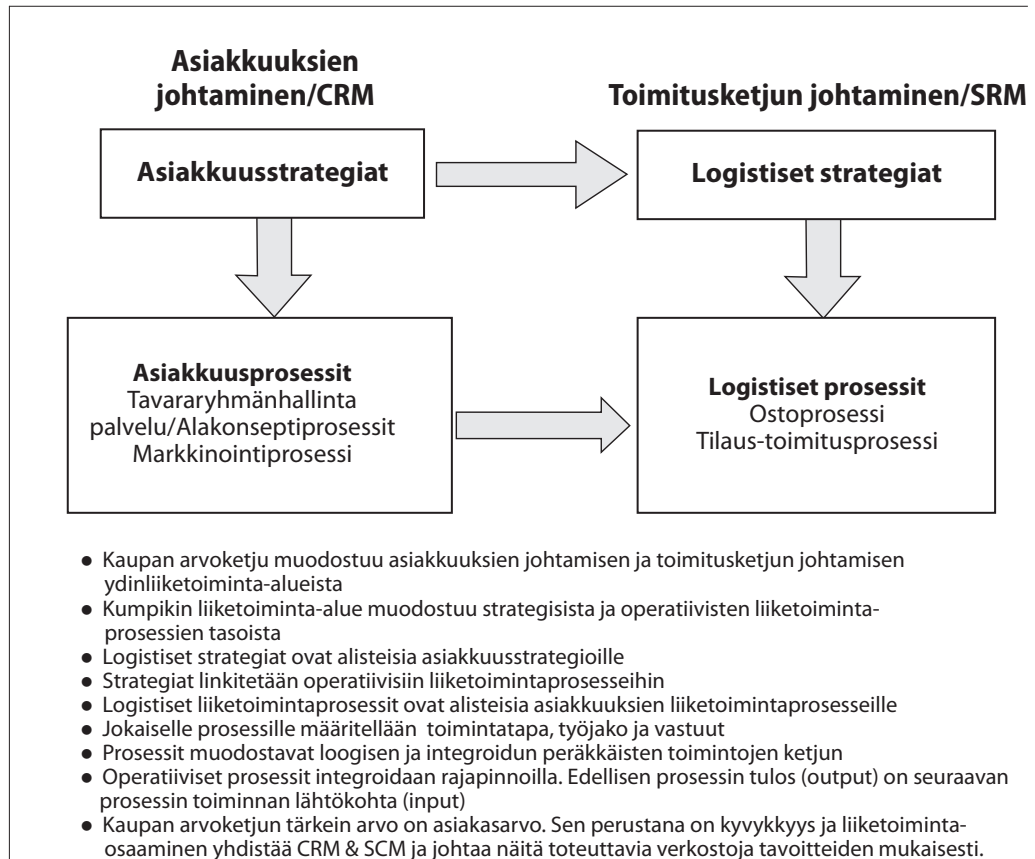 Asiakkuuksien
johtaminen/CRM
Toimitusketjun johtaminen/SRM
Asiakkuusstrategiat
Logistiset strategiat
Asiakkuusprosessit
Tavararyhmänhallinta
palvelu/Alakonseptiprosessit
Markkinointiprosessi
Logistiset prosessit
Ostoprosessi
Tilaus-toimitusprosessi
● Kaupan arvoketju muodostuu asiakkuuksien johtamisen ja toimitusketjun johtamisen
ydinliiketoiminta-alueista
● Kumpikin liiketoiminta-alue muodostuu strategisista ja operatiivisten liiketoiminta-
prosessien tasoista
● Logistiset strategiat ovat alisteisia asiakkuusstrategioille
● Strategiat linkitetään operatiivisiin liiketoimintaprosesseihin
● Logistiset liiketoimintaprosessit ovat alisteisia asiakkuuksien liiketoimintaprosesseille
● Jokaiselle prosessille määritellään toimintatapa, työjako ja vastuut
● Prosessit muodostavat loogisen ja integroidun peräkkäisten toimintojen ketjun
● Operatiiviset prosessit integroidaan rajapinnoilla. Edellisen prosessin tulos (output) on seuraavan
prosessin toiminnan lähtökohta (input)
● Kaupan arvoketjun tärkein arvo on asiakasarvo. Sen perustana on kyvykkyys ja liiketoiminta-
osaaminen yhdistää CRM & SCM ja johtaa näitä toteuttavia verkostoja tavoitteiden mukaisesti.